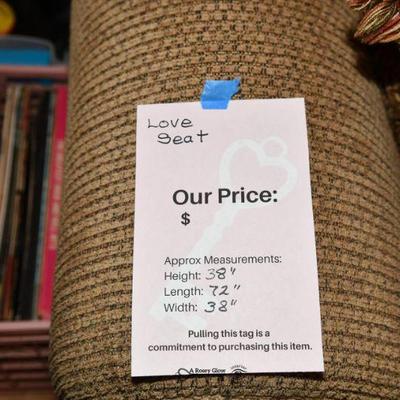 Love
Seat
Our Price:
$
Approx Measurements:
Height: 38"
Length: 72"
Width: 38"
Pulling this tag is a
commitment to purchasing this item.
A Rosey Glow